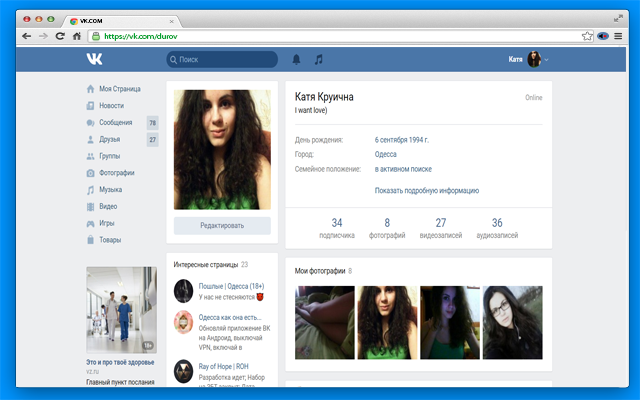 VK.COM
https://vk.com/durov
Поиск
Катя
Моя Страница
Новости
Сообщения 78
Друзья 27
Группы
Фотографии
Музыка
Видео
Игры
Товары
18+
Это и про твоё здоровье
vz.ru
Главный пункт послания
Редактировать
Интересные страницы 23
Пошлые | Одесса (18+)
У нас не стесняются
Одесса как она есть...
Обновляй приложение ВК
на Андроид, выключай
VPN, включай в
Ray of Hope | ROH
Разработка идет; Набор
Катя Круична
Online
I want love)
День рождения: 6 сентября 1994 г.
Город: Одесса
Семейное положение: в активном поиске
Показать подробную информацию
34 8 27 36
подписчика фотографий видеозаписей аудиозаписей
Мои фотографии 8